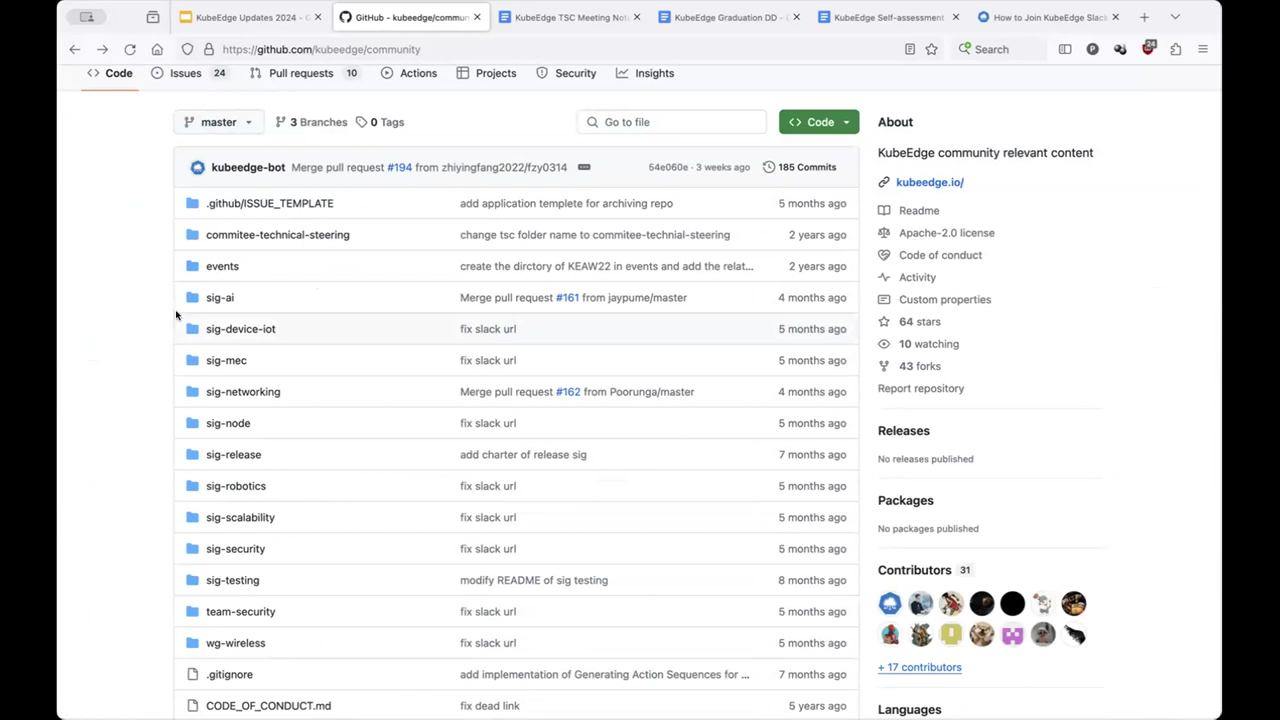 KubeEdge Updates 2024 - G
GitHub - kubeedge/commun
KubeEdge TSC Meeting Not
KubeEdge Graduation DD - G
KubeEdge Self-assessment
How to Join KubeEdge Slack
https://github.com/kubeedge/community
Search
24
Code
Issues 24
Pull requests 10
Actions
Projects
Security
Insights
master
3 Branches
0 Tags
Go to file
Code
kubeedge-bot Merge pull request #194 from zhiyingfang2022/fzy0314 54e060e · 3 weeks ago 185 Commits
.github/ISSUE_TEMPLATE add application templete for archiving repo 5 months ago
commitee-technical-steering change tsc folder name to commitee-technial-steering 2 years ago
events create the dirctory of KEAW22 in events and add the relat... 2 years ago
sig-ai Merge pull request #161 from jaypume/master 4 months ago
sig-device-iot fix slack url 5 months ago
sig-mec fix slack url 5 months ago
sig-networking Merge pull request #162 from Poorunga/master 4 months ago
sig-node fix slack url 5 months ago
sig-release add charter of release sig 7 months ago
sig-robotics fix slack url 5 months ago
sig-scalability fix slack url 5 months ago
sig-security fix slack url 5 months ago
sig-testing modify README of sig testing 8 months ago
team-security fix slack url 5 months ago
wg-wireless fix slack url 5 months ago
.gitignore add implementation of Generating Action Sequences for ... 7 months ago
CODE_OF_CONDUCT.md fix dead link 5 years ago
About
KubeEdge community relevant content
kubeedge.io/
Readme
Apache-2.0 license
Code of conduct
Activity
Custom properties
64 stars
10 watching
43 forks
Report repository
Releases
No releases published
Packages
No packages published
Contributors 31
+ 17 contributors
Languages